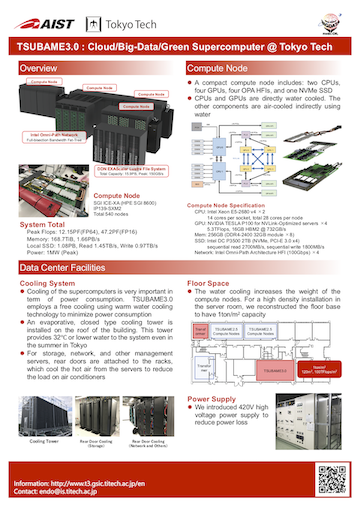 AIST
Tokyo Tech
TSUBAME3.0 : Cloud/Big-Data/Green Supercomputer @ Tokyo Tech
Overview
Compute Node
Compute Node
Compute Node
Compute Node
Intel Omni-Path Network
Full-bisection Bandwidth Fat-Tree
DDN EXAScaler Lustre File System
Total Capacity: 15.9PB, Peak: 150GB/s
Compute Node
SGI ICE-XA (HPE SGI 8600)
IP139-SXM2
Total 540 nodes
System Total
Peak Flops: 12.15PF(FP64), 47.2PF(FP16)
Memory: 168.7TB, 1.66PB/s
Local SSD: 1.08PB, Read 1.45TB/s, Write 0.97TB/s
Power: 1MW (Peak)
Compute Node
● A compact compute node includes: two CPUs,
four GPUs, four OPA HFIs, and one NVMe SSD
● CPUs and GPUs are directly water cooled. The
other components are air-cooled indirectly using
water
Compute Node Specification
CPU: Intel Xeon E5-2680 v4 × 2
14 cores per socket, total 28 cores per node
GPU: NVIDIA TESLA P100 for NVLink-Optimized servers ×4
5.3TFlops, 16GB HBM2 @ 732GB/s
Mem: 256GB (DDR4-2400 32GB module × 8)
SSD: Intel DC P3500 2TB (NVMe, PCI-E 3.0 x4)
sequential read 2700MB/s, sequential write 1800MB/s
Network: Intel Omni-Path Architecture HFI (100Gbps) × 4
Data Center Facilities
Cooling System
● Cooling of the supercomputers is very important in
term of power consumption. TSUBAME3.0
employs a free cooling using warm water cooling
technology to minimize power consumption
● An evaporative, closed type cooling tower is
installed on the roof of the building. This tower
provides 32℃ or lower water to the system even in
the summer in Tokyo
● For storage, network, and other management
servers, rear doors are attached to the racks,
which cool the hot air from the servers to reduce
the load on air conditioners
Cooling Tower
Rear Door Cooling
(Storage)
Rear Door Cooling
(Network and Others)
Floor Space
● The water cooling increases the weight of the
compute nodes. For a high density installation in
the server room, we reconstructed the floor base
to have 1ton/m² capacity
TSUBAME2.5
Compute Nodes
TSUBAME2.5
Compute Nodes
TSUBAME3.0
Power Supply
● We introduced 420V high
voltage power supply to
reduce power loss
Information: http://www.t3.gsic.titech.ac.jp/en
Contact: endo@is.titech.ac.jp